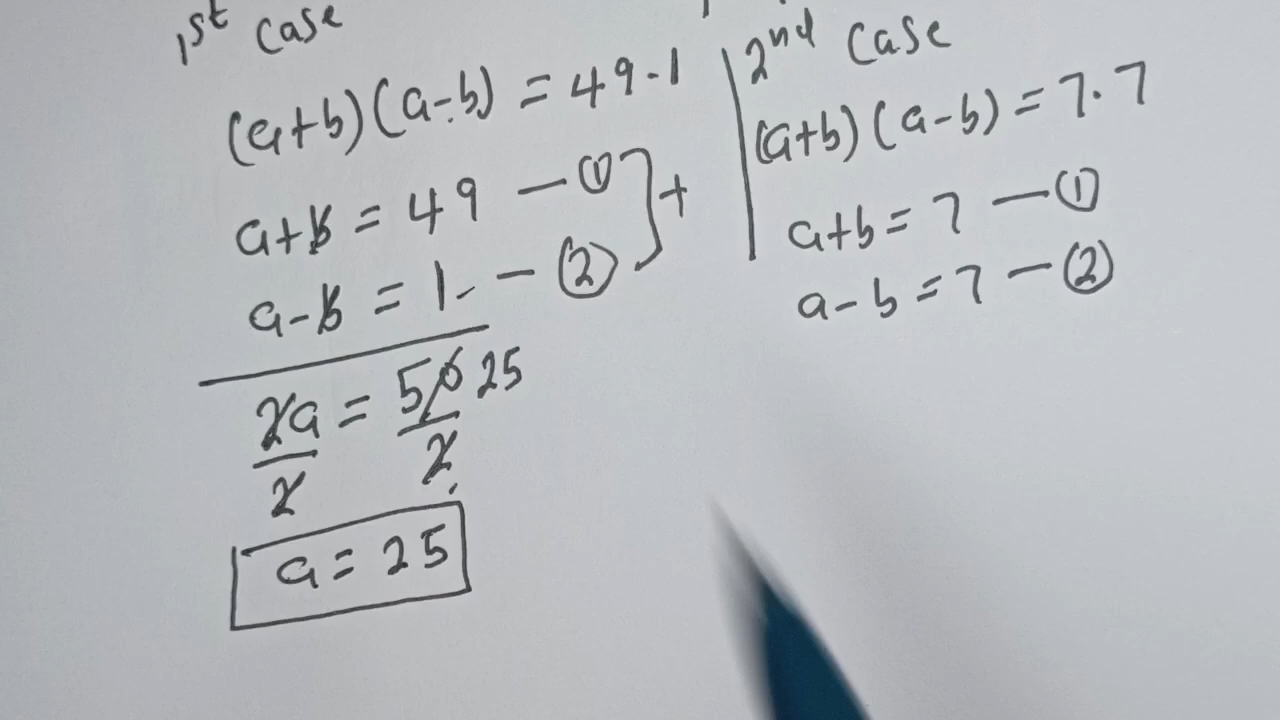 1st case
(a+b)(a-b) = 49.1
a+b = 49 — ①
a-b = 1 — ②
+
2a = 50 25
2 2
a = 25
2nd case
(a+b)(a-b) = 7.7
a+b = 7 — ①
a-b = 7 — ②